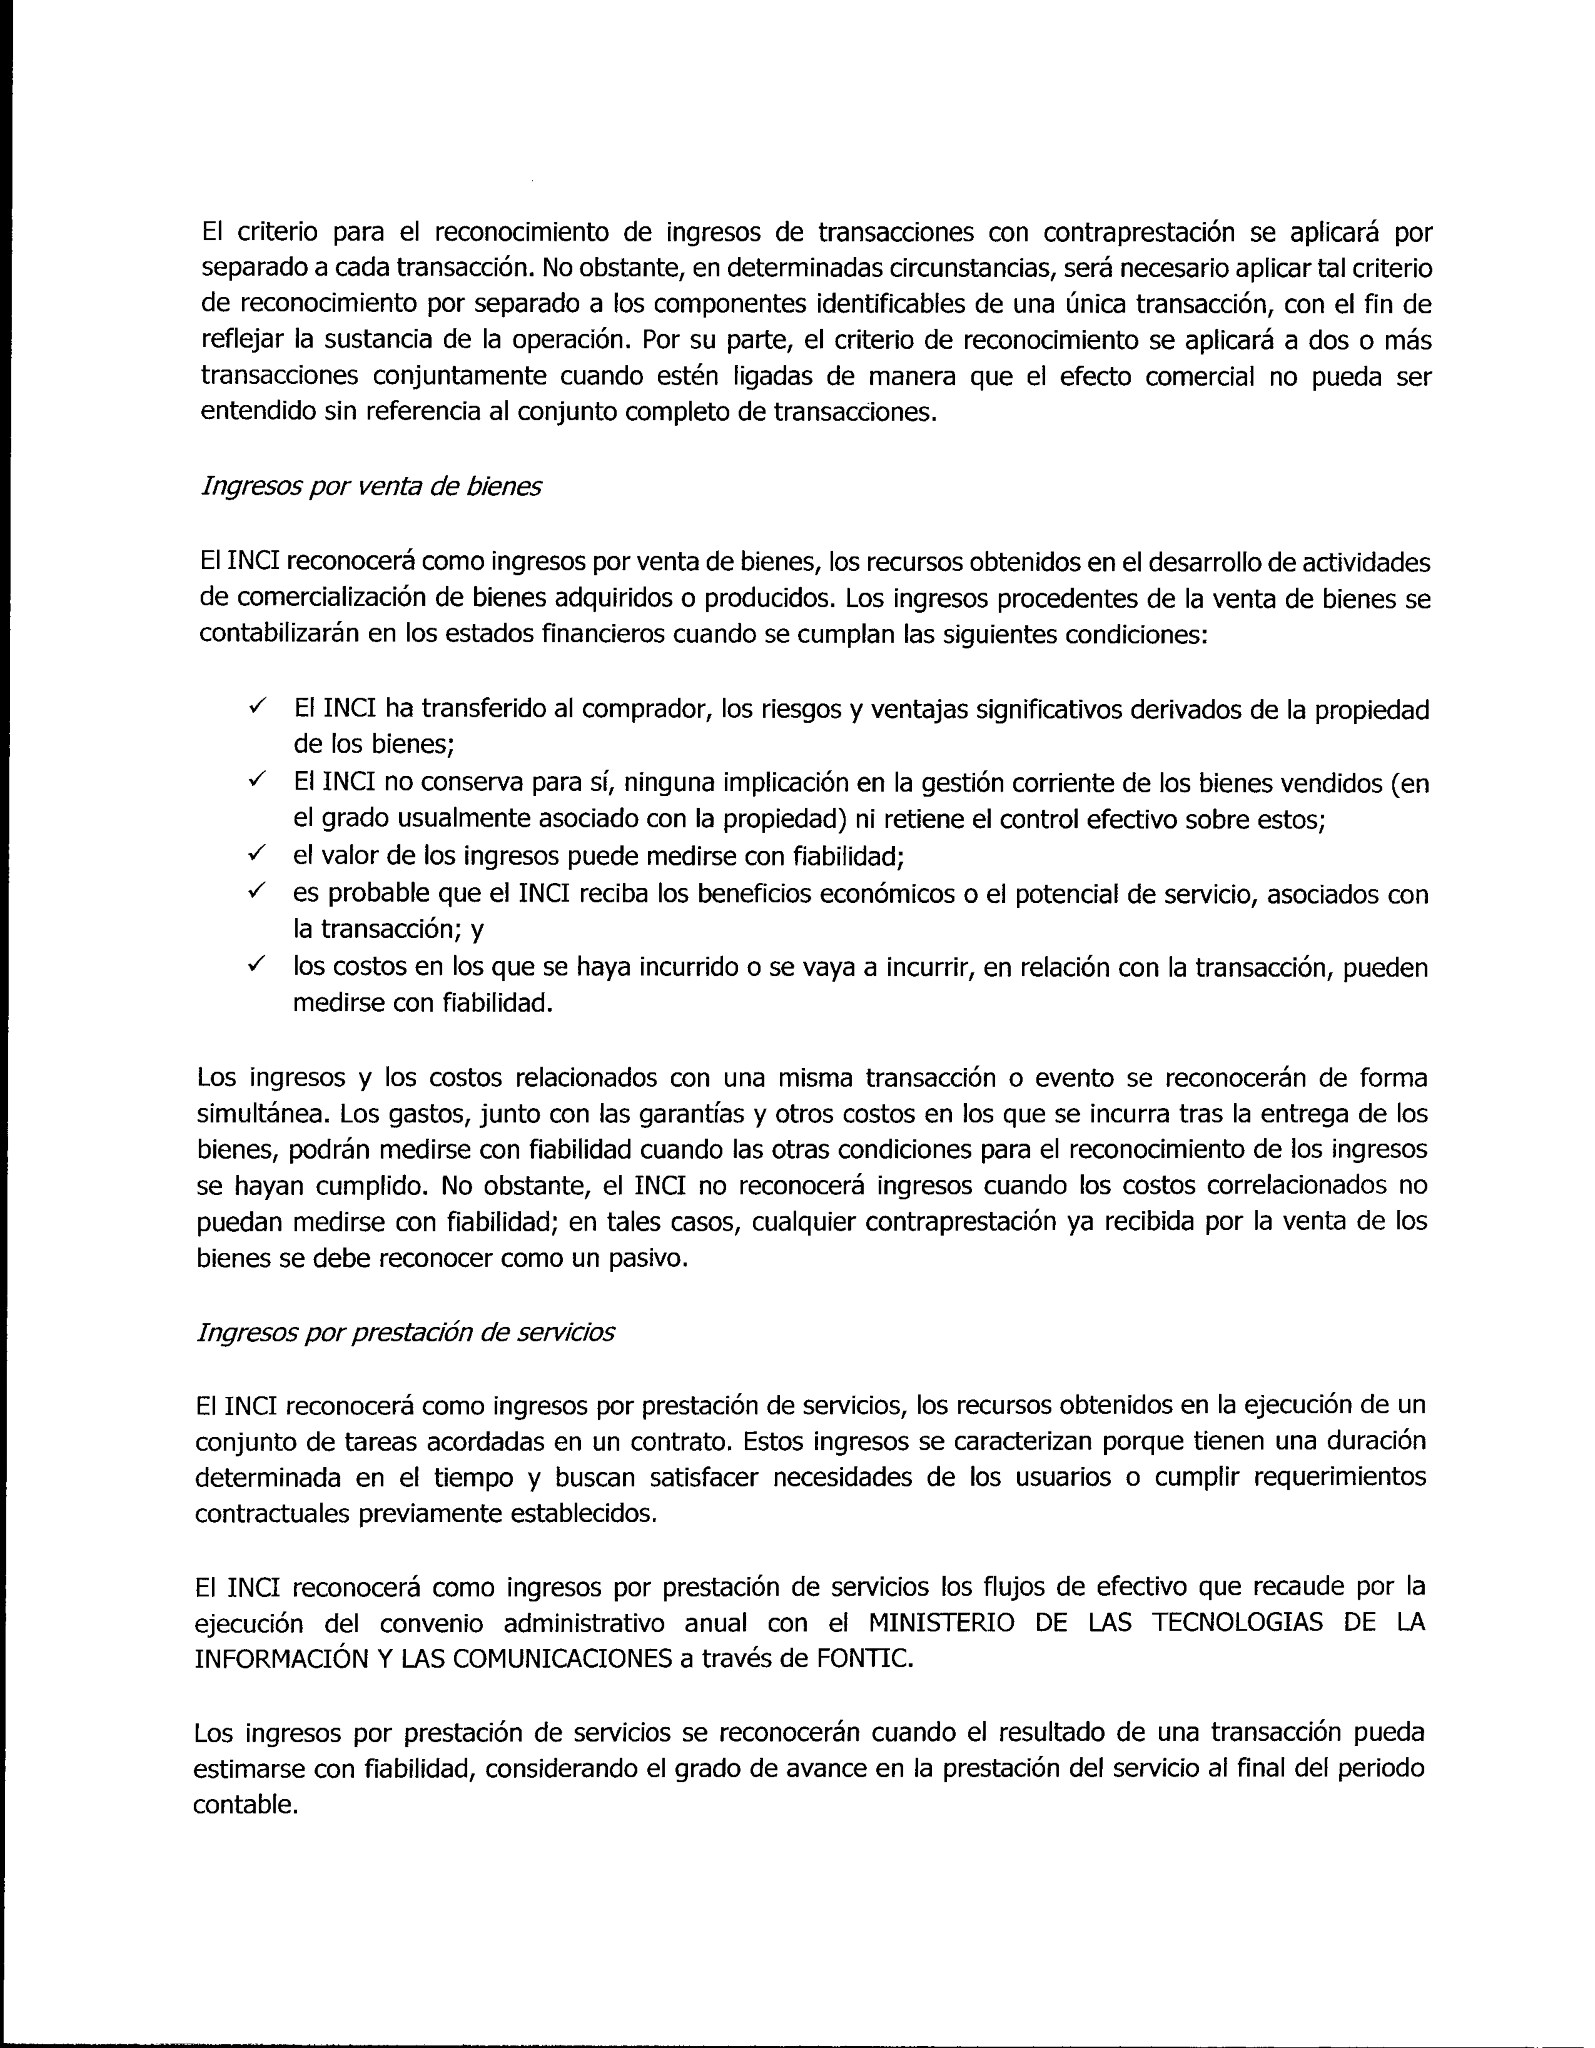 El criterio para el reconocimiento de ingresos de transacciones con contraprestación se aplicará por
separado a cada transacción. No obstante, en determinadas circunstancias, será necesario aplicar tal criterio
de reconocimiento por separado a los componentes identificables de una única transacción, con el fin de
reflejar la sustancia de la operación. Por su parte, el criterio de reconocimiento se aplicará a dos o más
transacciones conjuntamente cuando estén ligadas de manera que el efecto comercial no pueda ser
entendido sin referencia al conjunto completo de transacciones.
Ingresos por venta de bienes
El INCI reconocerá como ingresos por venta de bienes, los recursos obtenidos en el desarrollo de actividades
de comercialización de bienes adquiridos o producidos. Los ingresos procedentes de la venta de bienes se
contabilizarán en los estados financieros cuando se cumplan las siguientes condiciones:
✓ El INCI ha transferido al comprador, los riesgos y ventajas significativos derivados de la propiedad
de los bienes;
✓ El INCI no conserva para sí, ninguna implicación en la gestión corriente de los bienes vendidos (en
el grado usualmente asociado con la propiedad) ni retiene el control efectivo sobre estos;
✓ el valor de los ingresos puede medirse con fiabilidad;
✓ es probable que el INCI reciba los beneficios económicos o el potencial de servicio, asociados con
la transacción; y
✓ los costos en los que se haya incurrido o se vaya a incurrir, en relación con la transacción, pueden
medirse con fiabilidad.
Los ingresos y los costos relacionados con una misma transacción o evento se reconocerán de forma
simultánea. Los gastos, junto con las garantías y otros costos en los que se incurra tras la entrega de los
bienes, podrán medirse con fiabilidad cuando las otras condiciones para el reconocimiento de los ingresos
se hayan cumplido. No obstante, el INCI no reconocerá ingresos cuando los costos correlacionados no
puedan medirse con fiabilidad; en tales casos, cualquier contraprestación ya recibida por la venta de los
bienes se debe reconocer como un pasivo.
Ingresos por prestación de servicios
El INCI reconocerá como ingresos por prestación de servicios, los recursos obtenidos en la ejecución de un
conjunto de tareas acordadas en un contrato. Estos ingresos se caracterizan porque tienen una duración
determinada en el tiempo y buscan satisfacer necesidades de los usuarios o cumplir requerimientos
contractuales previamente establecidos.
El INCI reconocerá como ingresos por prestación de servicios los flujos de efectivo que recaude por la
ejecución del convenio administrativo anual con el MINISTERIO DE LAS TECNOLOGIAS DE LA
INFORMACIÓN Y LAS COMUNICACIONES a través de FONTIC.
Los ingresos por prestación de servicios se reconocerán cuando el resultado de una transacción pueda
estimarse con fiabilidad, considerando el grado de avance en la prestación del servicio al final del periodo
contable.